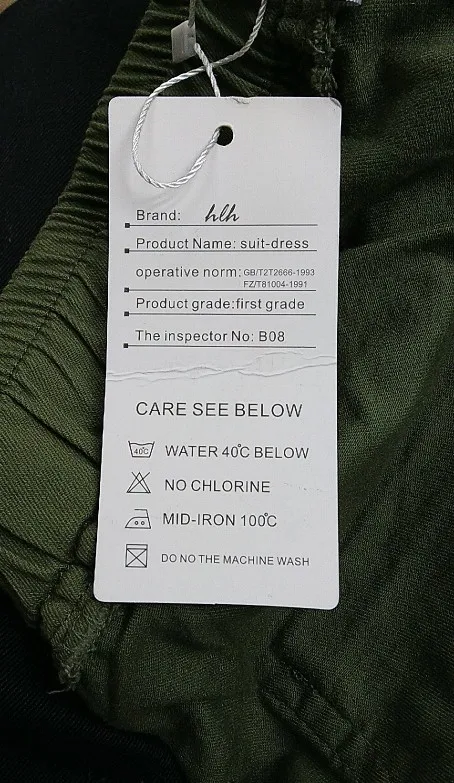 Brand: hlh
Product Name: suit-dress
operative norm: GB/T2T2666-1993
FZ/T81004-1991
Product grade:first grade
The inspector No: B08
CARE SEE BELOW
40℃ WATER 40℃ BELOW
NO CHLORINE
MID-IRON 100℃
DO NO THE MACHINE WASH